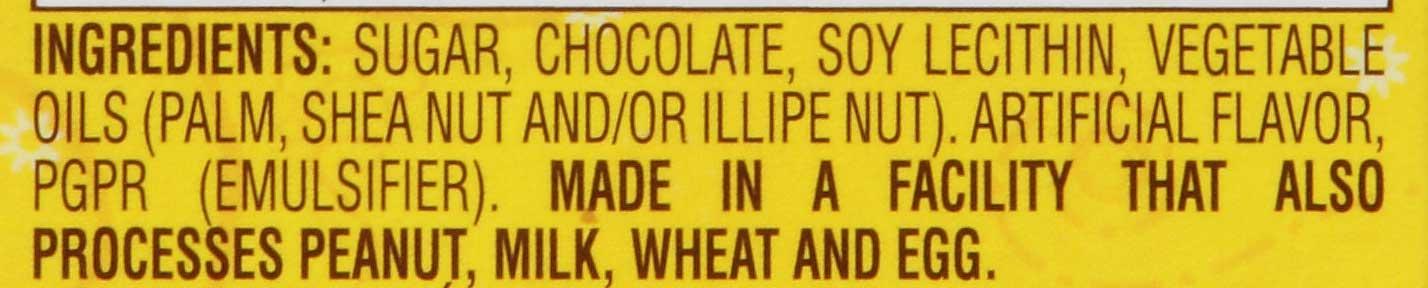 INGREDIENTS: SUGAR, CHOCOLATE, SOY LECITHIN, VEGETABLE
OILS (PALM, SHEA NUT AND/OR ILLIPE NUT). ARTIFICIAL FLAVOR,
PGPR (EMULSIFIER). MADE IN A FACILITY THAT ALSO
PROCESSES PEANUT, MILK, WHEAT AND EGG.